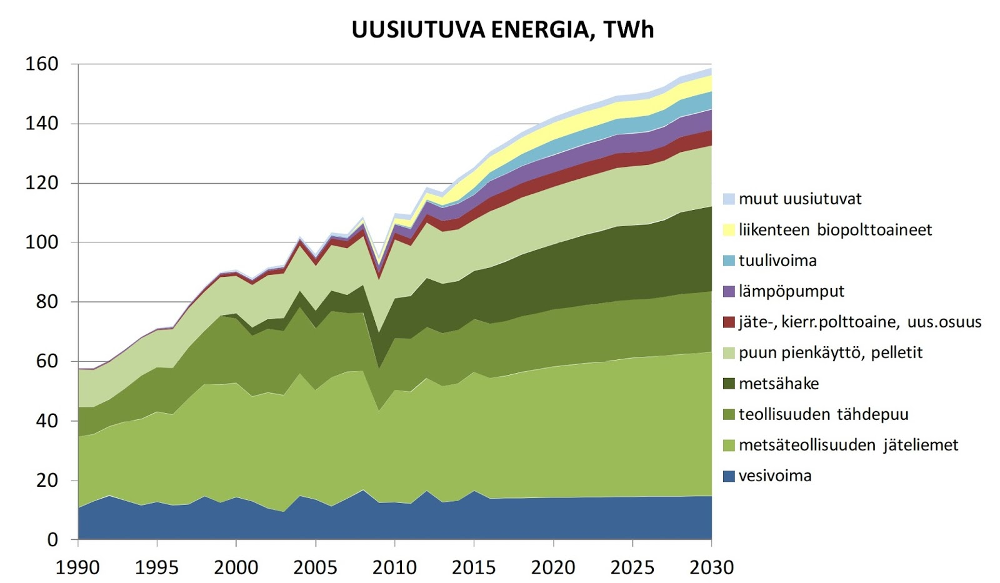 UUSIUTUVA ENERGIA, TWh
160
140
120
100
80
60
40
20
0
1990 1995 2000 2005 2010 2015 2020 2025 2030
muut uusiutuvat
liikenteen biopolttoaineet
tuulivoima
lämpöpumput
jäte-, kierr.polttoaine, uus.osuus
puun pienkäyttö, pelletit
metsähake
teollisuuden tähdepuu
metsäteollisuuden jäteliemet
vesivoima